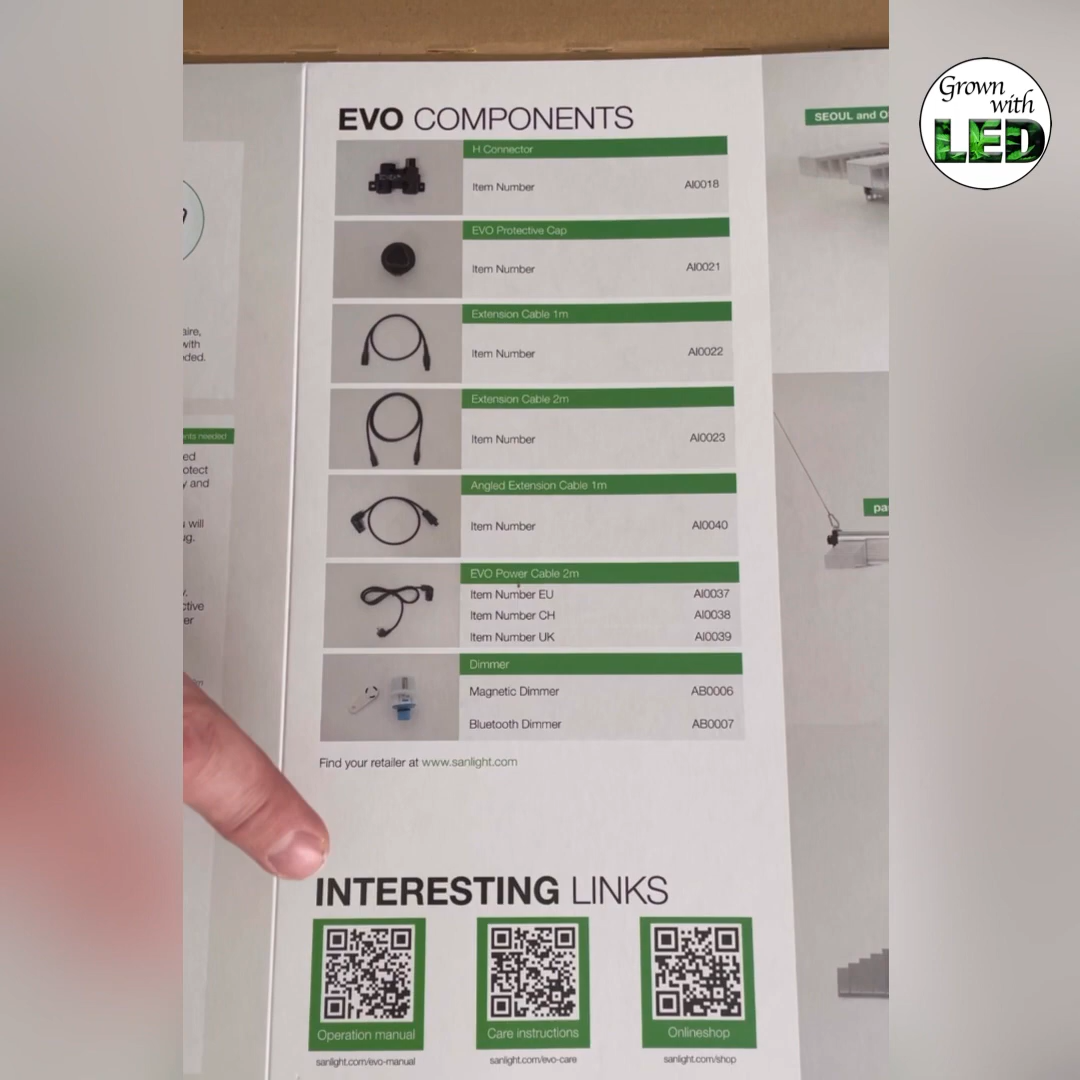 Grown
with
LED
EVO COMPONENTS
H Connector
Item Number AI0018
EVO Protective Cap
Item Number AI0021
Extension Cable 1m
Item Number AI0022
Extension Cable 2m
Item Number AI0023
Angled Extension Cable 1m
Item Number AI0040
EVO Power Cable 2m
Item Number EU AI0037
Item Number CH AI0038
Item Number UK AI0039
Dimmer
Magnetic Dimmer AB0006
Bluetooth Dimmer AB0007
Find your retailer at www.sanlight.com
INTERESTING LINKS
Operation manual
Care instructions
Onlineshop
sanlight.com/evo-manual
sanlight.com/evo-care
sanlight.com/shop
SEOUL and
with
needed
and
will